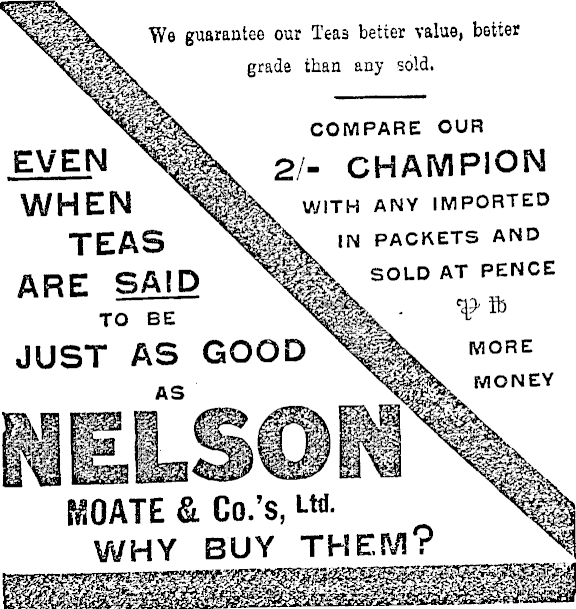 We guarantee our Teas better value, better
grade than any sold.
COMPARE OUR
2/- CHAMPION
WITH ANY IMPORTED
IN PACKETS AND
SOLD AT PENCE
℔ lb
MORE
MONEY
EVEN
WHEN
TEAS
ARE SAID
TO BE
JUST AS GOOD
AS
NELSON
MOATE & Co.'s, Ltd.
WHY BUY THEM?